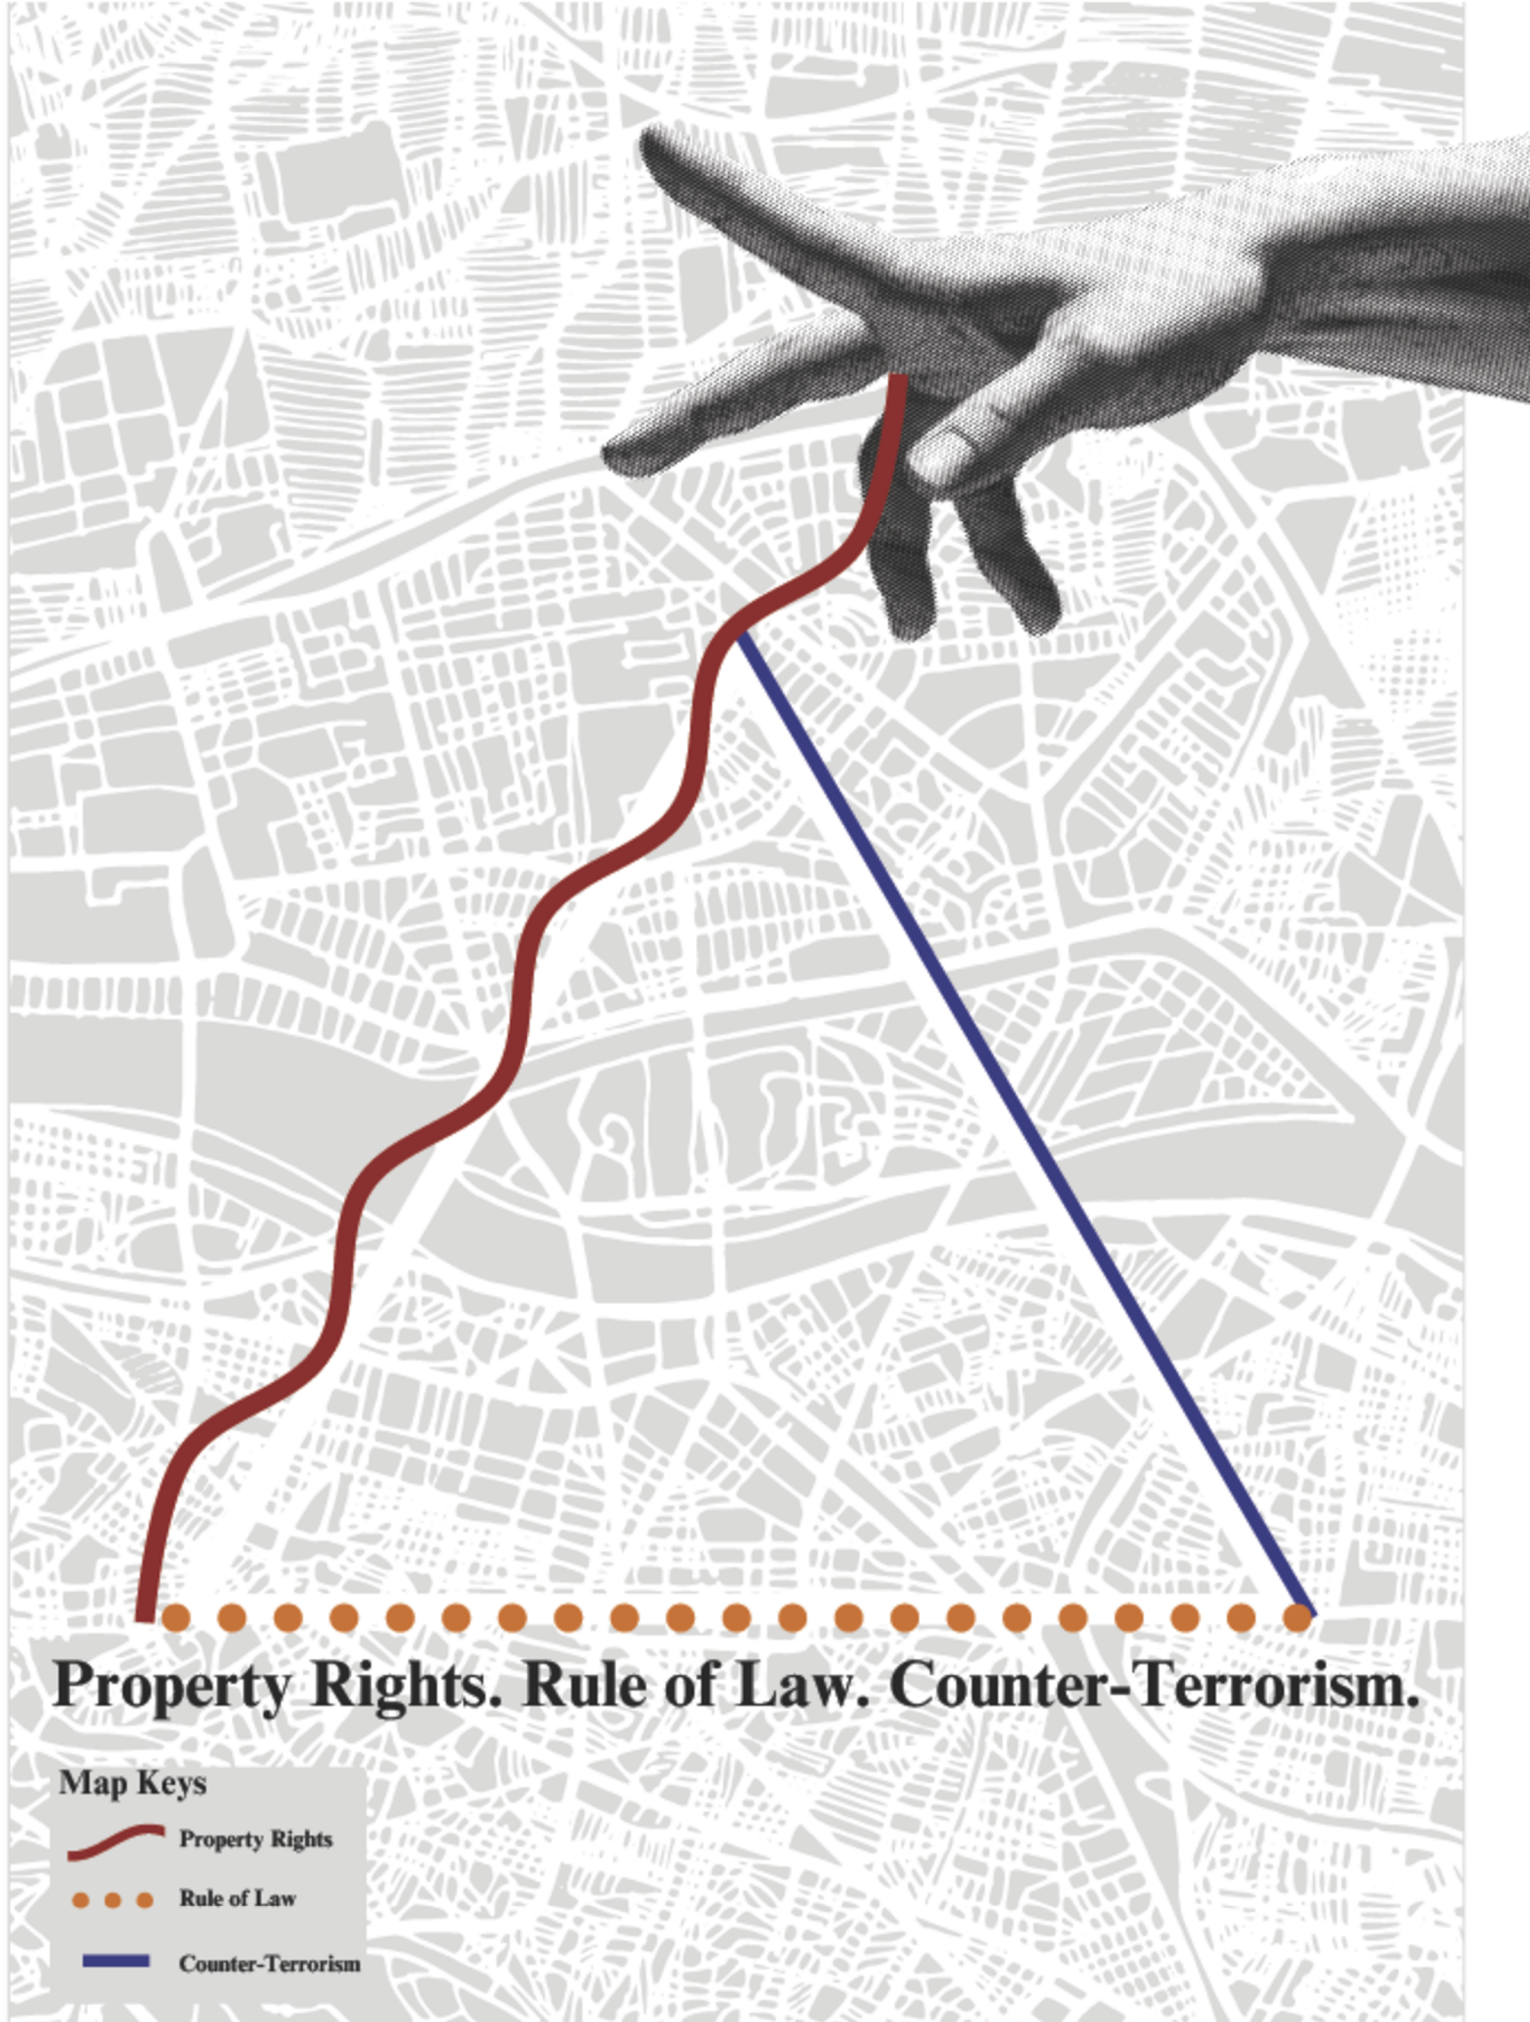 Property Rights. Rule of Law. Counter-Terrorism.
Map Keys
Property Rights
Rule of Law
Counter-Terrorism